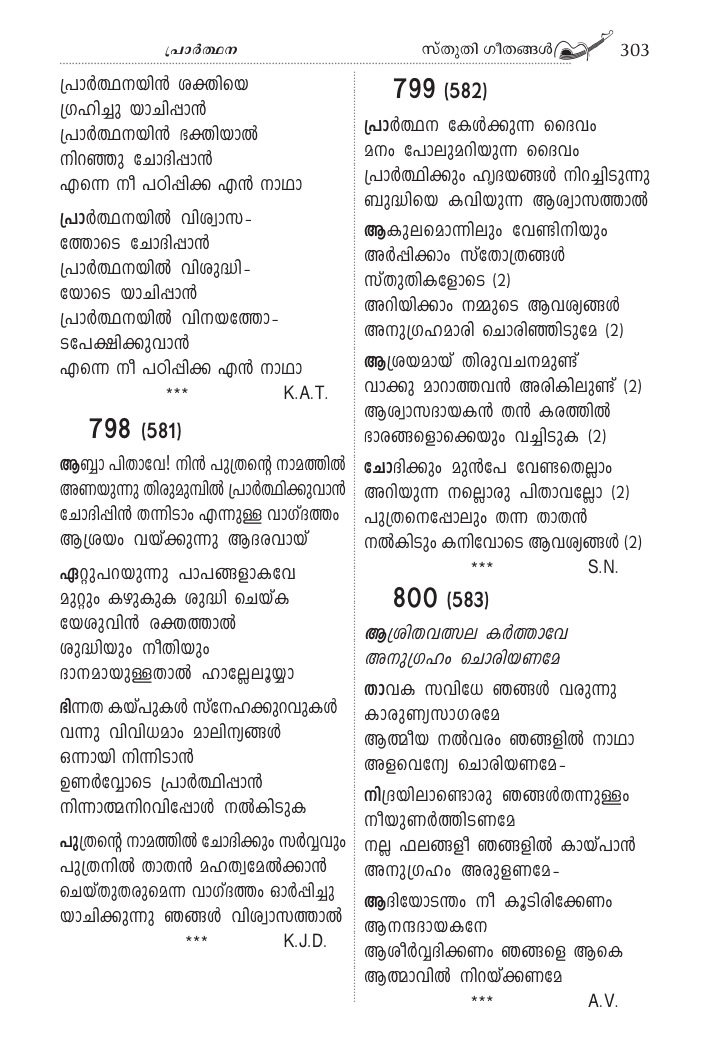 പ്രാർത്ഥന
സ്തുതി ഗീതങ്ങൾ 303
പ്രാർത്ഥനയിൻ ശക്തിയെ
ഗ്രഹിച്ചു യാചിപ്പാൻ
പ്രാർത്ഥനയിൻ ഭക്തിയാൽ
നിറഞ്ഞു ചോദിപ്പാൻ
എന്നെ നീ പഠിപ്പിക്ക എൻ നാഥാ
പ്രാർത്ഥനയിൽ വിശ്വാസ-
ത്തോടെ ചോദിപ്പാൻ
പ്രാർത്ഥനയിൽ വിശുദ്ധി-
യോടെ യാചിപ്പാൻ
പ്രാർത്ഥനയിൽ വിനയത്തോ-
ടപേക്ഷിക്കുവാൻ
എന്നെ നീ പഠിപ്പിക്ക എൻ നാഥാ
*** K.A.T.
798 (581)
ആബ്ബാ പിതാവേ! നിൻ പുത്രന്റെ നാമത്തിൽ
അണയുന്നു തിരുമുമ്പിൽ പ്രാർത്ഥിക്കുവാൻ
ചോദിപ്പിൻ തന്നിടാം എന്നുള്ള വാഗ്ദത്തം
ആശ്രയം വയ്ക്കുന്നു ആദരവായ്
ഏറ്റുപറയുന്നു പാപങ്ങളാകവേ
മുറ്റും കഴുകുക ശുദ്ധി ചെയ്ക
യേശുവിൻ രക്തത്താൽ
ശുദ്ധിയും നീതിയും
ദാനമായുള്ളതാൽ ഹാല്ലേലൂയ്യാ
ഭിന്നത കയ്പുകൾ സ്നേഹക്കുറവുകൾ
വന്നു വിവിധമാം മാലിന്യങ്ങൾ
ഒന്നായി നിന്നിടാൻ
ഉണർവ്വോടെ പ്രാർത്ഥിപ്പാൻ
നിന്നാത്മനിറവിപ്പോൾ നൽകിടുക
പുത്രന്റെ നാമത്തിൽ ചോദിക്കും സർവ്വവും
പുത്രനിൽ താതൻ മഹത്വമേൽക്കാൻ
ചെയ്തുതരുമെന്ന വാഗ്ദത്തം ഓർപ്പിച്ചു
യാചിക്കുന്നു ഞങ്ങൾ വിശ്വാസത്താൽ
*** K.J.D.
799 (582)
പ്രാർത്ഥന കേൾക്കുന്ന ദൈവം
മനം പോലുമറിയുന്ന ദൈവം
പ്രാർത്ഥിക്കും ഹൃദയങ്ങൾ നിറച്ചിടുന്നു
ബുദ്ധിയെ കവിയുന്ന ആശ്വാസത്താൽ
ആകുലമൊന്നിലും വേണ്ടിനിയും
അർപ്പിക്കാം സ്തോത്രങ്ങൾ
സ്തുതികളോടെ (2)
അറിയിക്കാം നമ്മുടെ ആവശ്യങ്ങൾ
അനുഗ്രഹമാരി ചൊരിഞ്ഞിടുമേ (2)
ആശ്രയമായ് തിരുവചനമുണ്ട്
വാക്കു മാറാത്തവൻ അരികിലുണ്ട് (2)
ആശ്വാസദായകൻ തൻ കരത്തിൽ
ഭാരങ്ങളൊക്കെയും വച്ചിടുക (2)
ചോദിക്കും മുൻപേ വേണ്ടതെല്ലാം
അറിയുന്ന നല്ലൊരു പിതാവല്ലോ (2)
പുത്രനെപ്പോലും തന്ന താതൻ
നൽകിടും കനിവോടെ ആവശ്യങ്ങൾ (2)
*** S.N.
800 (583)
ആശ്രിതവത്സല കർത്താവേ
അനുഗ്രഹം ചൊരിയണമേ
താവക സവിധേ ഞങ്ങൾ വരുന്നു
കാരുണ്യസാഗരമേ
ആത്മീയ നൽവരം ഞങ്ങളിൽ നാഥാ
അളവെന്യേ ചൊരിയണമേ-
നിദ്രയിലാണ്ടൊരു ഞങ്ങൾതന്നുള്ളം
നീയുണർത്തിടണമേ
നല്ല ഫലങ്ങളീ ഞങ്ങളിൽ കായ്പാൻ
അനുഗ്രഹം അരുളണമേ-
ആദിയോടന്തം നീ കൂടിരിക്കേണം
ആനന്ദദായകനേ
ആശീർവ്വദിക്കണം ഞങ്ങളെ ആകെ
ആത്മാവിൽ നിറയ്ക്കണമേ
*** A.V.